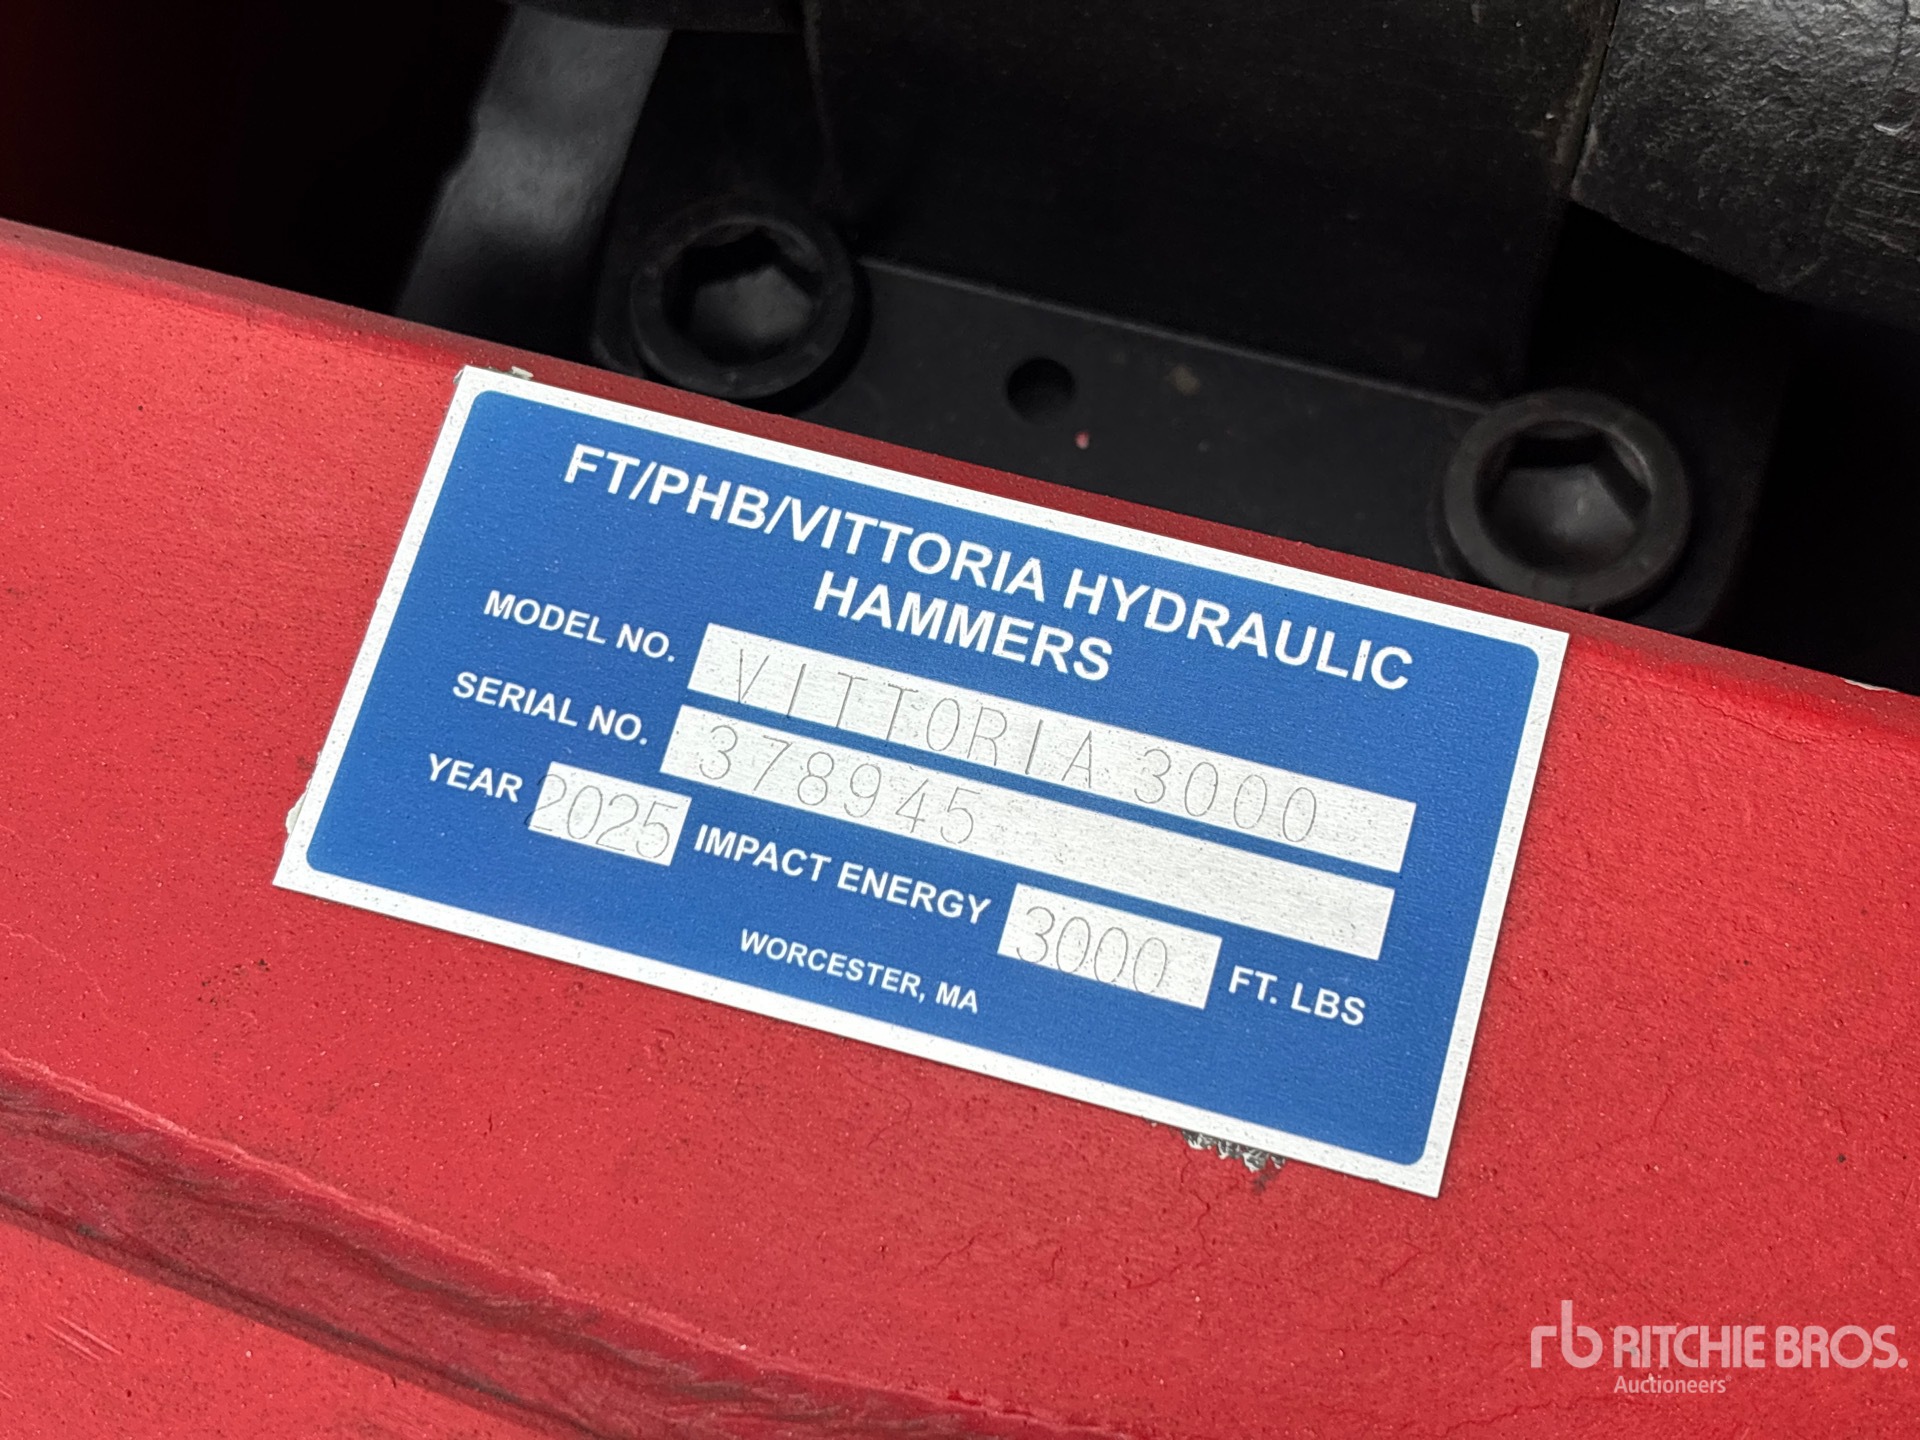 FT/PHB/VITTORIA HYDRAULIC
HAMMERS
MODEL NO. VITTORIA 3000
SERIAL NO. 378945
YEAR 2025 IMPACT ENERGY 3000 FT. LBS
WORCESTER, MA
rb RITCHIE BROS.
Auctioneers